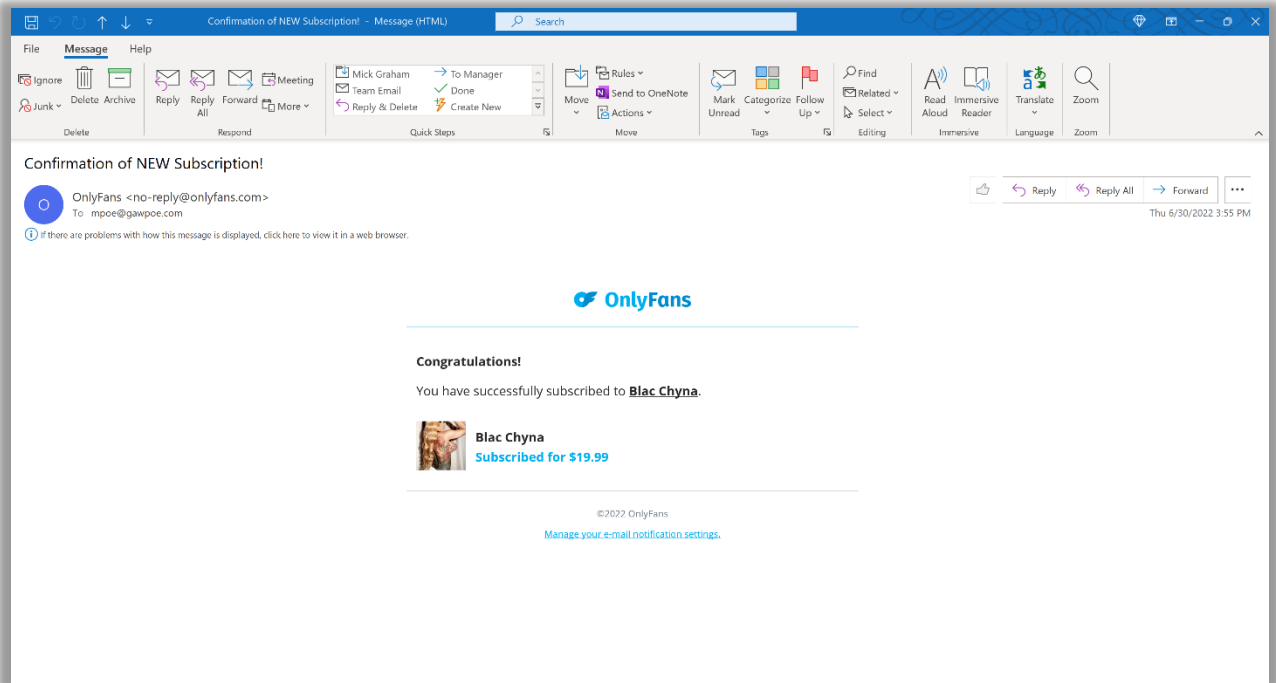 Confirmation of NEW Subscription! - Message (HTML)
Search
File Message Help
Ignore
Junk
Delete Archive
Delete
Reply Reply All Forward
Meeting
More
Respond
Mick Graham To Manager
Team Email Done
Reply & Delete Create New
Quick Steps
Move
Rules
Send to OneNote
Actions
Move
Mark Unread Categorize Follow Up
Tags
Find
Related
Select
Editing
Read Aloud Immersive Reader
Immersive
Translate
Language
Zoom
Zoom
Confirmation of NEW Subscription!
O
OnlyFans <no-reply@onlyfans.com>
To mpoe@gawpoe.com
Reply Reply All Forward
Thu 6/30/2022 3:55 PM
If there are problems with how this message is displayed, click here to view it in a web browser.
OnlyFans
Congratulations!
You have successfully subscribed to Blac Chyna.
Blac Chyna
Subscribed for $19.99
©2022 OnlyFans
Manage your e-mail notification settings.